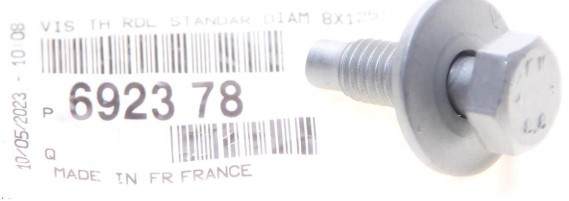 VIS TH RDL STANDAR DIAM 8X125
10/05/2023 - 10:08
P 6923 78
Q
MADE IN FR FRANCE